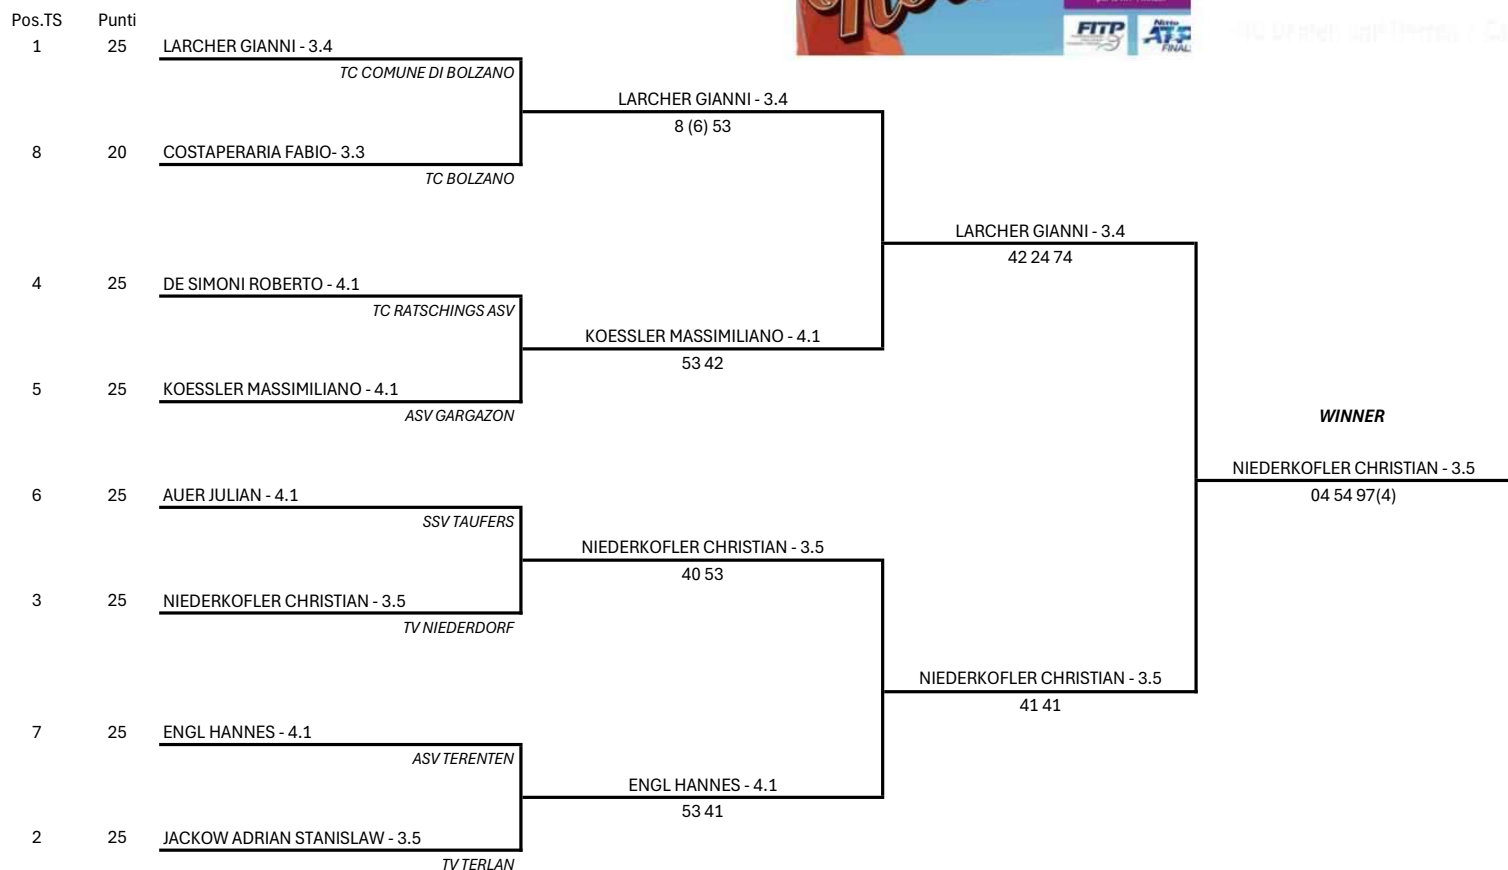 Pos.TS Punti
FITP
Nitto
ATP
FINAL
1 25 LARCHER GIANNI - 3.4
TC COMUNE DI BOLZANO
LARCHER GIANNI - 3.4
8 (6) 53
8 20 COSTAPERARIA FABIO- 3.3
TC BOLZANO
LARCHER GIANNI - 3.4
42 24 74
4 25 DE SIMONI ROBERTO - 4.1
TC RATSCHINGS ASV
KOESSLER MASSIMILIANO - 4.1
53 42
5 25 KOESSLER MASSIMILIANO - 4.1
ASV GARGAZON
WINNER
NIEDERKOFLER CHRISTIAN - 3.5
04 54 97(4)
6 25 AUER JULIAN - 4.1
SSV TAUFERS
NIEDERKOFLER CHRISTIAN - 3.5
40 53
3 25 NIEDERKOFLER CHRISTIAN - 3.5
TV NIEDERDORF
NIEDERKOFLER CHRISTIAN - 3.5
41 41
7 25 ENGL HANNES - 4.1
ASV TERENTEN
ENGL HANNES - 4.1
53 41
2 25 JACKOW ADRIAN STANISLAW - 3.5
TV TERLAN